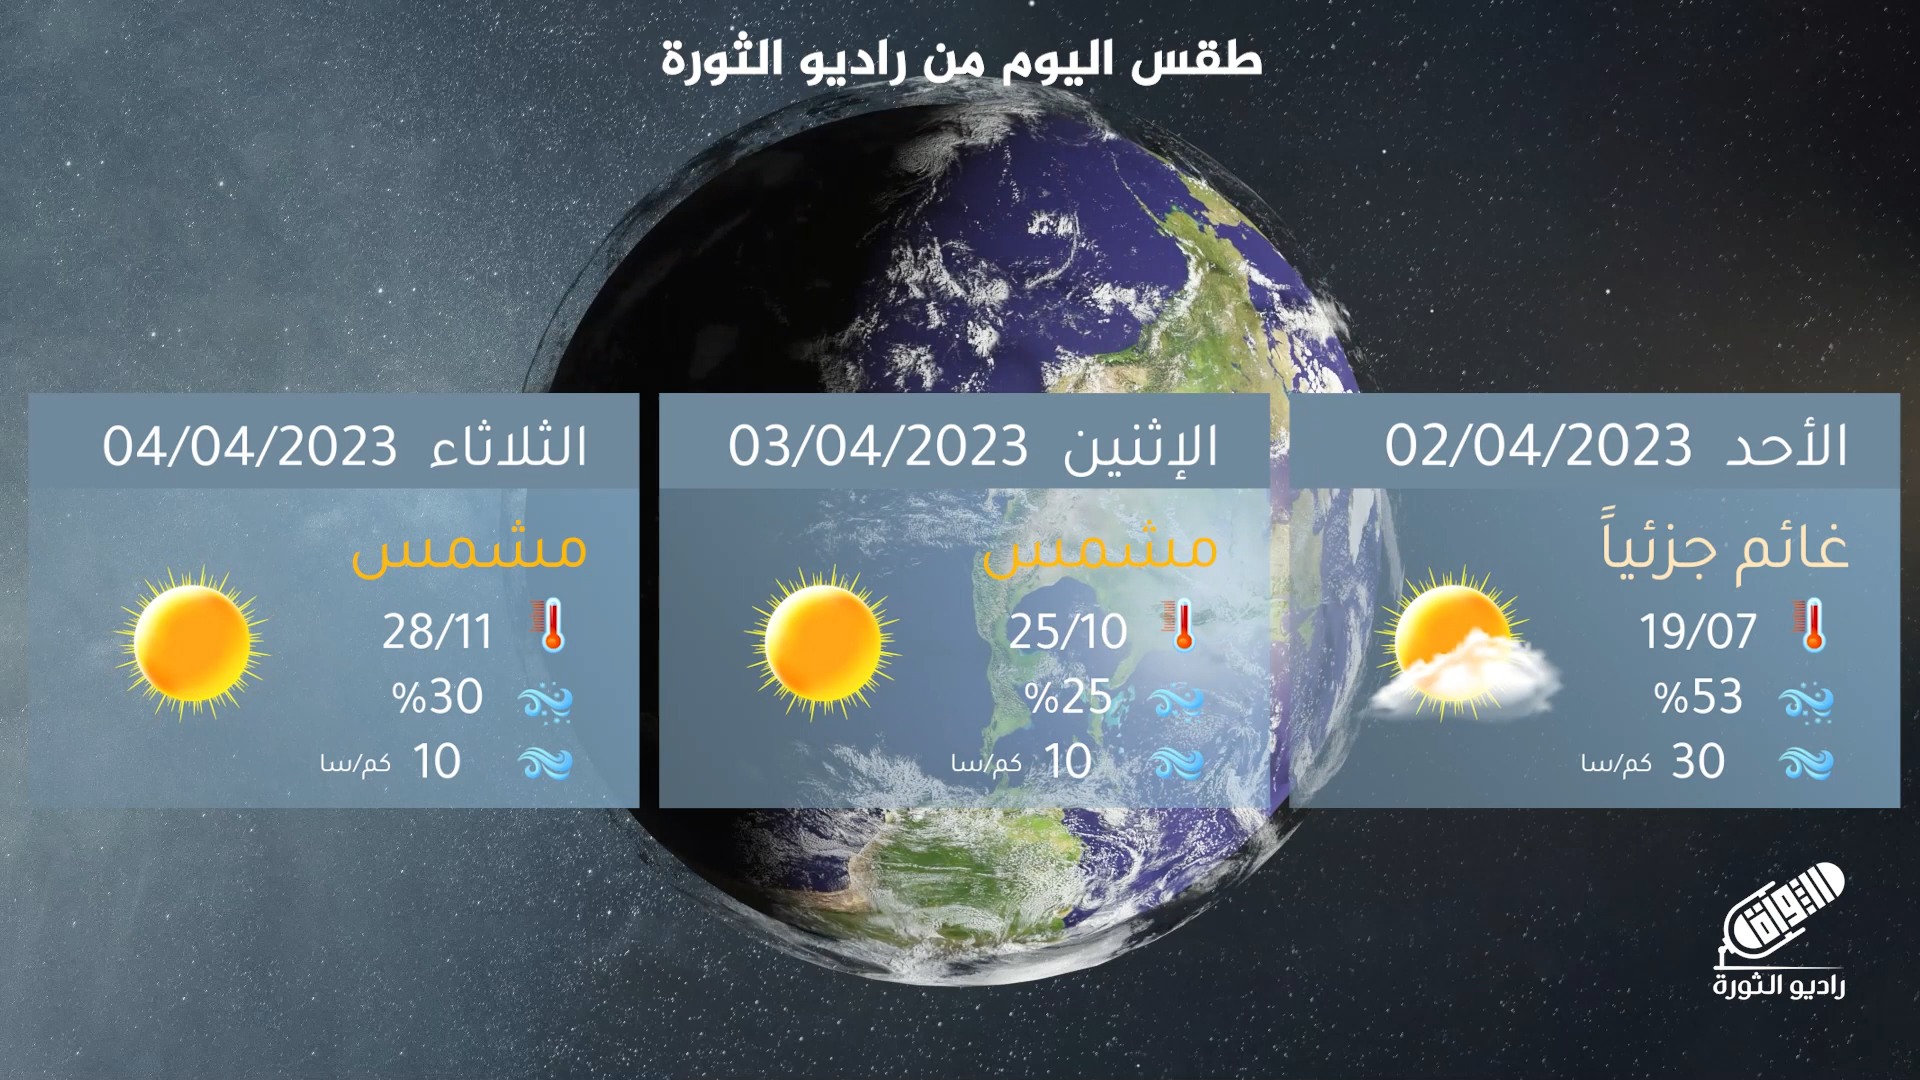 طقس اليوم من راديو الثورة
الأحد 02/04/2023
غائم جزئياً
19/07
%53
30 كم/سا
الإثنين 03/04/2023
مشمس
25/10
%25
10 كم/سا
الثلاثاء 04/04/2023
مشمس
28/11
%30
10 كم/سا
الثورة
راديو الثورة